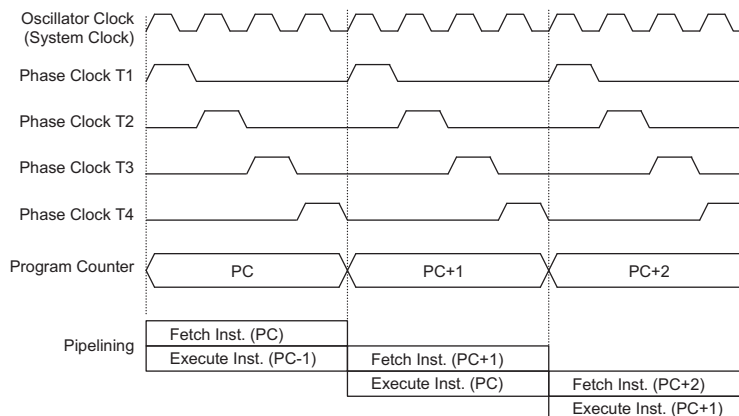 Oscillator Clock
(System Clock)
Phase Clock T1
Phase Clock T2
Phase Clock T3
Phase Clock T4
Program Counter
PC
PC+1
PC+2
Pipelining
Fetch Inst. (PC)
Execute Inst. (PC-1)
Fetch Inst. (PC+1)
Execute Inst. (PC)
Fetch Inst. (PC+2)
Execute Inst. (PC+1)